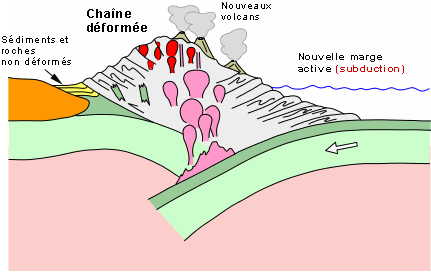 Nouveaux
volcans
Chaîne
déformée
Sédiments et
roches
non déformés
Nouvelle marge
active (subduction)